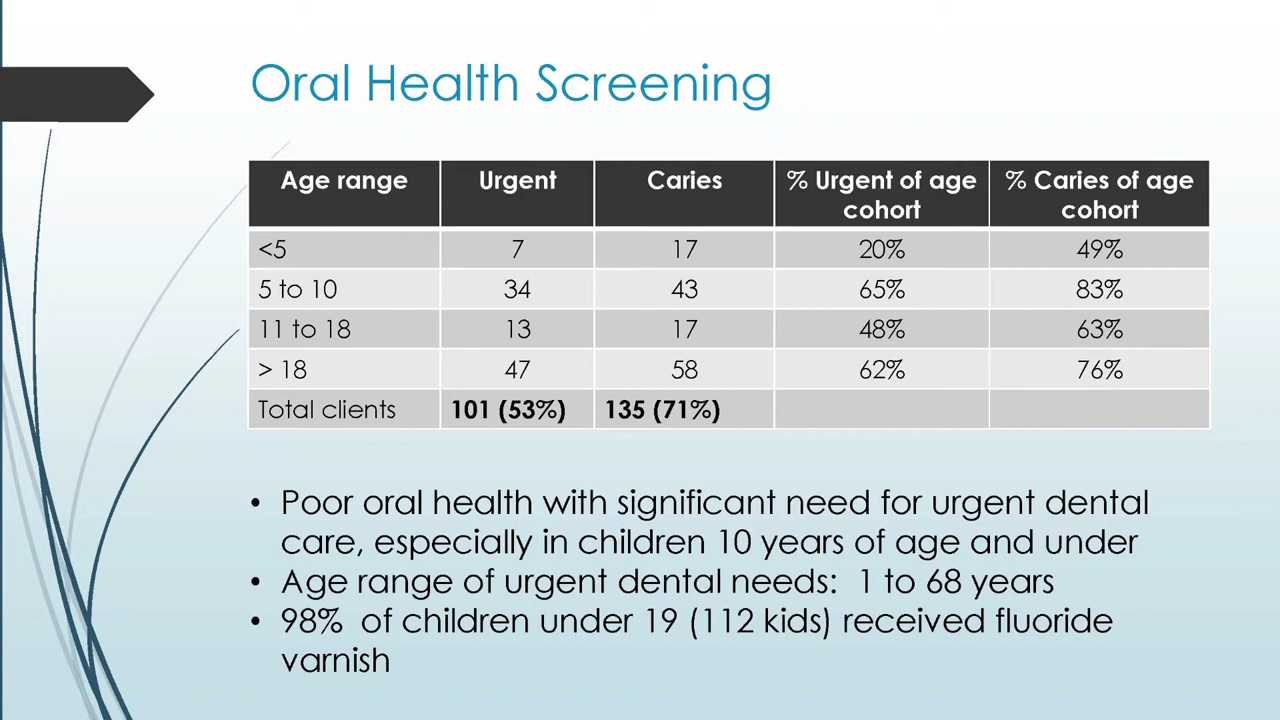 Oral Health Screening
Age range Urgent Caries % Urgent of age cohort % Caries of age cohort
<5 7 17 20% 49%
5 to 10 34 43 65% 83%
11 to 18 13 17 48% 63%
> 18 47 58 62% 76%
Total clients 101 (53%) 135 (71%)
• Poor oral health with significant need for urgent dental
care, especially in children 10 years of age and under
• Age range of urgent dental needs: 1 to 68 years
• 98% of children under 19 (112 kids) received fluoride
varnish